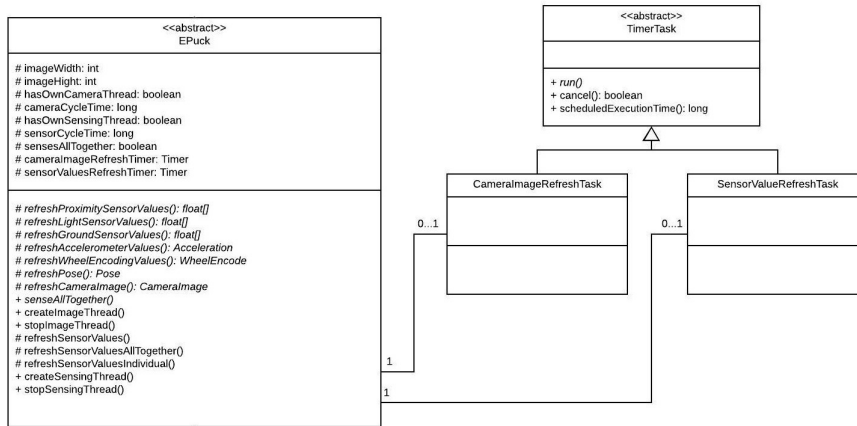 <<abstract>>
EPuck
# imageWidth: int
# imageHight: int
# hasOwnCameraThread: boolean
# cameraCycleTime: long
# hasOwnSensingThread: boolean
# sensorCycleTime: long
# sensesAllTogether: boolean
# cameraImageRefreshTimer: Timer
# sensorValuesRefreshTimer: Timer
# refreshProximitySensorValues(): float[]
# refreshLightSensorValues(): float[]
# refreshGroundSensorValues(): float[]
# refreshAccelerometerValues(): Acceleration
# refreshWheelEncodingValues(): WheelEncode
# refreshPose(): Pose
# refreshCameraImage(): CameraImage
+ senseAllTogether()
+ createImageThread()
+ stopImageThread()
# refreshSensorValues()
# refreshSensorValuesAllTogether()
# refreshSensorValuesIndividual()
+ createSensingThread()
+ stopSensingThread()
<<abstract>>
TimerTask
+ run()
+ cancel(): boolean
+ scheduledExecutionTime(): long
CameraImageRefreshTask
SensorValueRefreshTask
0...1
0...1
1
1